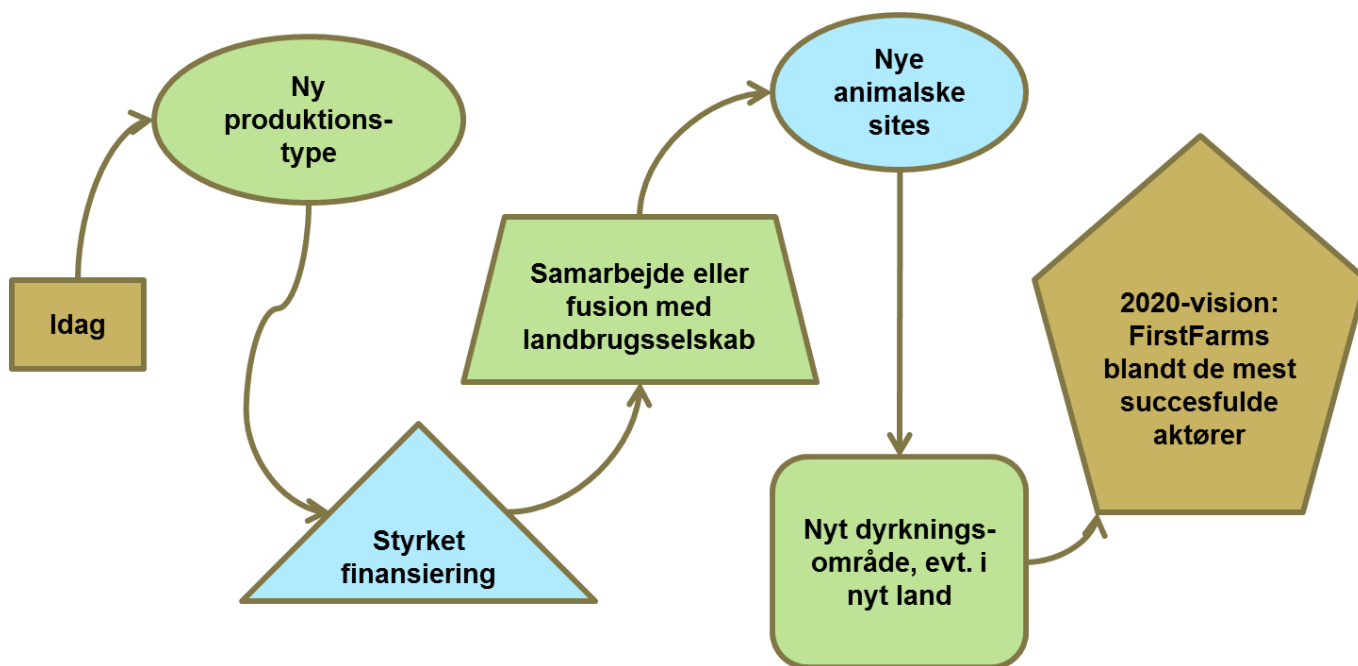 Idag
Ny
produktions-
type
Styrket
finansiering
Samarbejde eller
fusion med
landbrugsselskab
Nye
animalske
sites
Nyt dyrknings-
område, evt. i
nyt land
2020-vision:
FirstFarms
blandt de mest
succesfulde
aktører